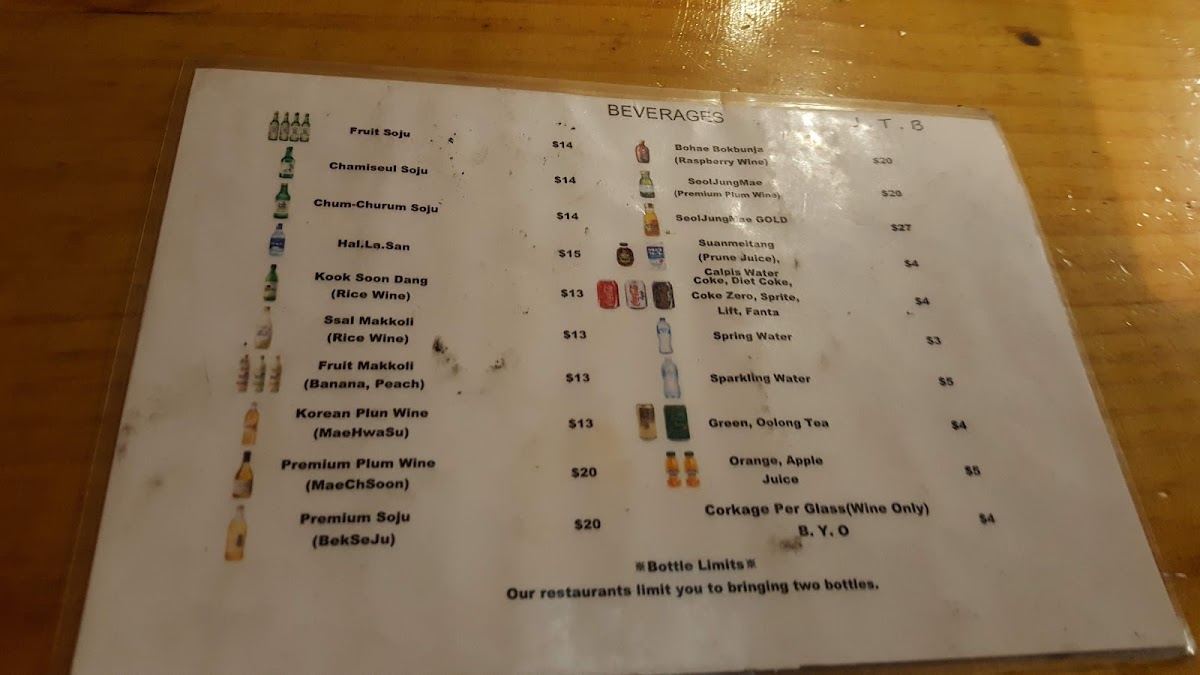 BEVERAGES
J.T.B
Fruit Soju
$14
Chamiseul Soju
$14
Chum-Churum Soju
$14
Hal.La.San
$15
Kook Soon Dang
(Rice Wine)
$13
Ssal Makkoli
(Rice Wine)
$13
Fruit Makkoli
(Banana, Peach)
$13
Korean Plun Wine
(MaeHwaSu)
$13
Premium Plum Wine
(MaeChSoon)
$20
Premium Soju
(BekSeJu)
$20
Bohae Bokbunja
(Raspberry Wine)
$20
SeolJungMae
(Premium Plum Wine)
$20
SeolJungMae GOLD
$27
Suanmeitang
(Prune Juice),
Calpis Water
$4
Coke, Diet Coke,
Coke Zero, Sprite,
Lift, Fanta
$4
Spring Water
$3
Sparkling Water
$5
Green, Oolong Tea
$4
Orange, Apple
Juice
$5
Corkage Per Glass(Wine Only)
B. Y. O
$4
※Bottle Limits※
Our restaurants limit you to bringing two bottles.